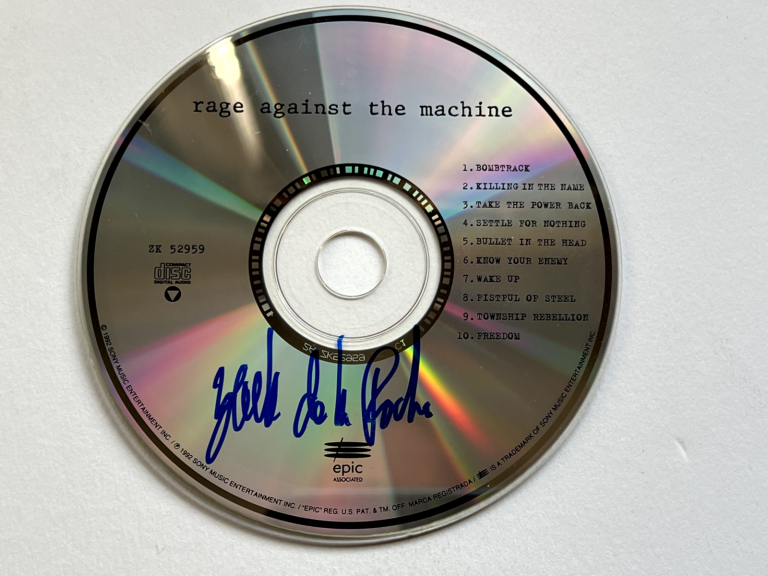 rage against the machine
1. BOMBTRACK
2. KILLING IN THE NAME
3. TAKE THE POWER BACK
4. SETTLE FOR NOTHING
5. BULLET IN THE HEAD
6. KNOW YOUR ENEMY
7. WAKE UP
8. FISTFUL OF STEEL
9. TOWNSHIP REBELLION
10. FREEDOM
ZK 52959
COMPACT
disc
DIGITAL AUDIO
Zack de la Rocha
epic
ASSOCIATED
© 1992 SONY MUSIC ENTERTAINMENT INC. / ℗ 1992 SONY MUSIC ENTERTAINMENT INC. / "EPIC" REG. U.S. PAT. & TM. OFF. MARCA REGISTRADA / IS A TRADEMARK OF SONY MUSIC ENTERTAINMENT INC.